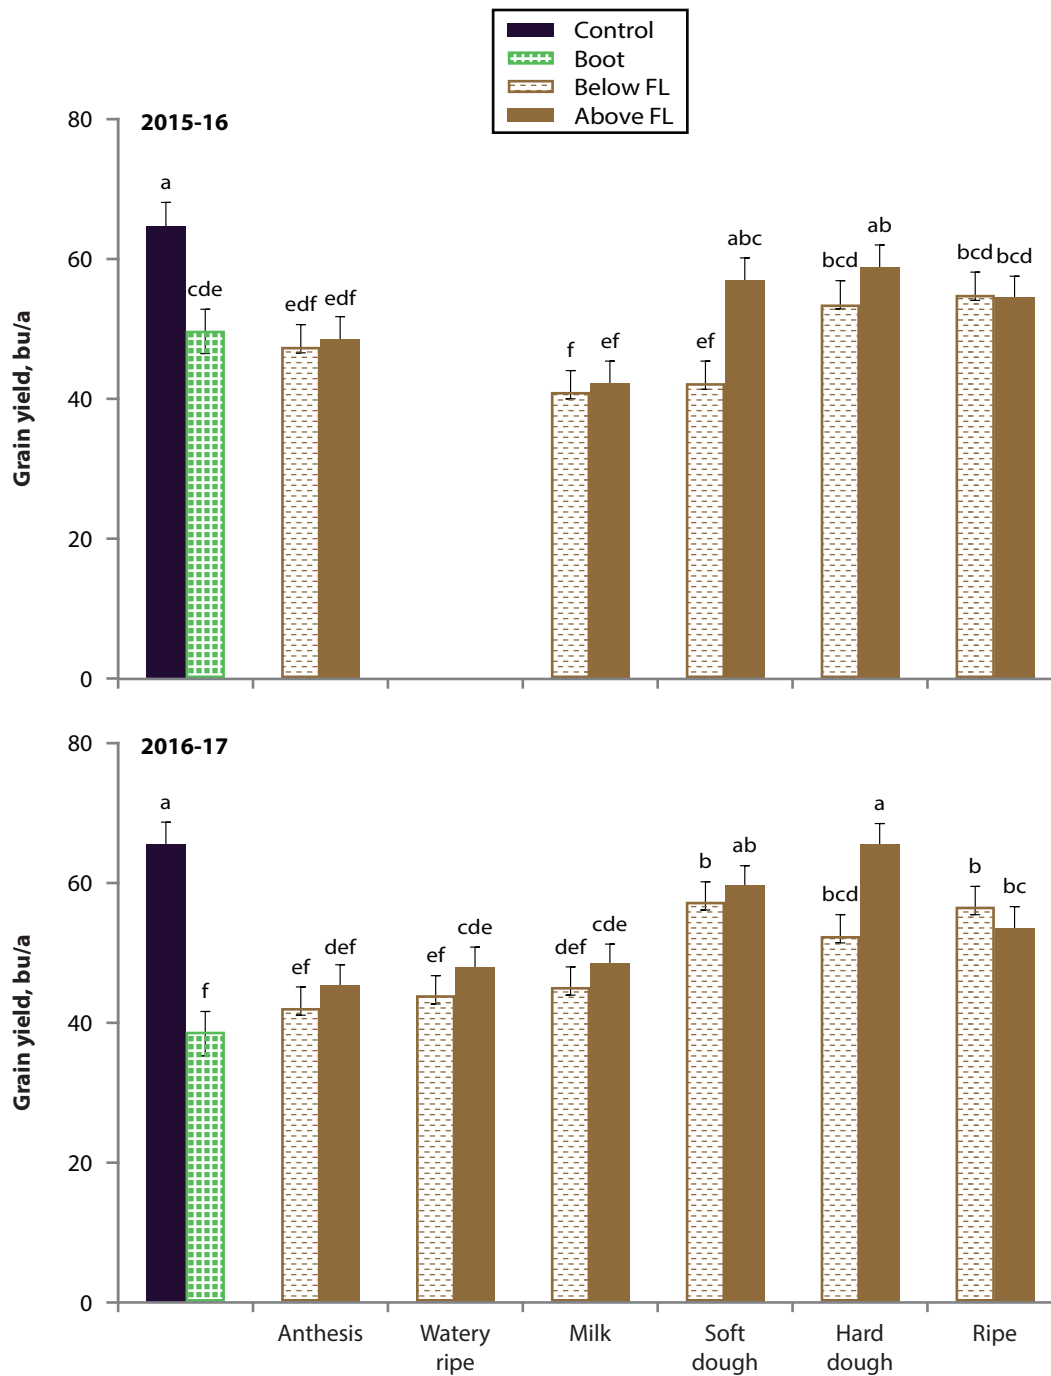 Control
Boot
Below FL
Above FL
80
2015-16
a
cde
edf edf
f ef
ef abc
bcd ab
bcd bcd
60
40
20
0
Grain yield, bu/a
80
2016-17
a
f
ef def
ef cde
def cde
b ab
bcd a
b bc
60
40
20
0
Grain yield, bu/a
Anthesis
Watery
ripe
Milk
Soft
dough
Hard
dough
Ripe